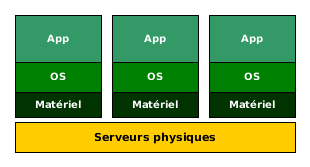 App App App
OS OS OS
Matériel Matériel Matériel
Serveurs physiques